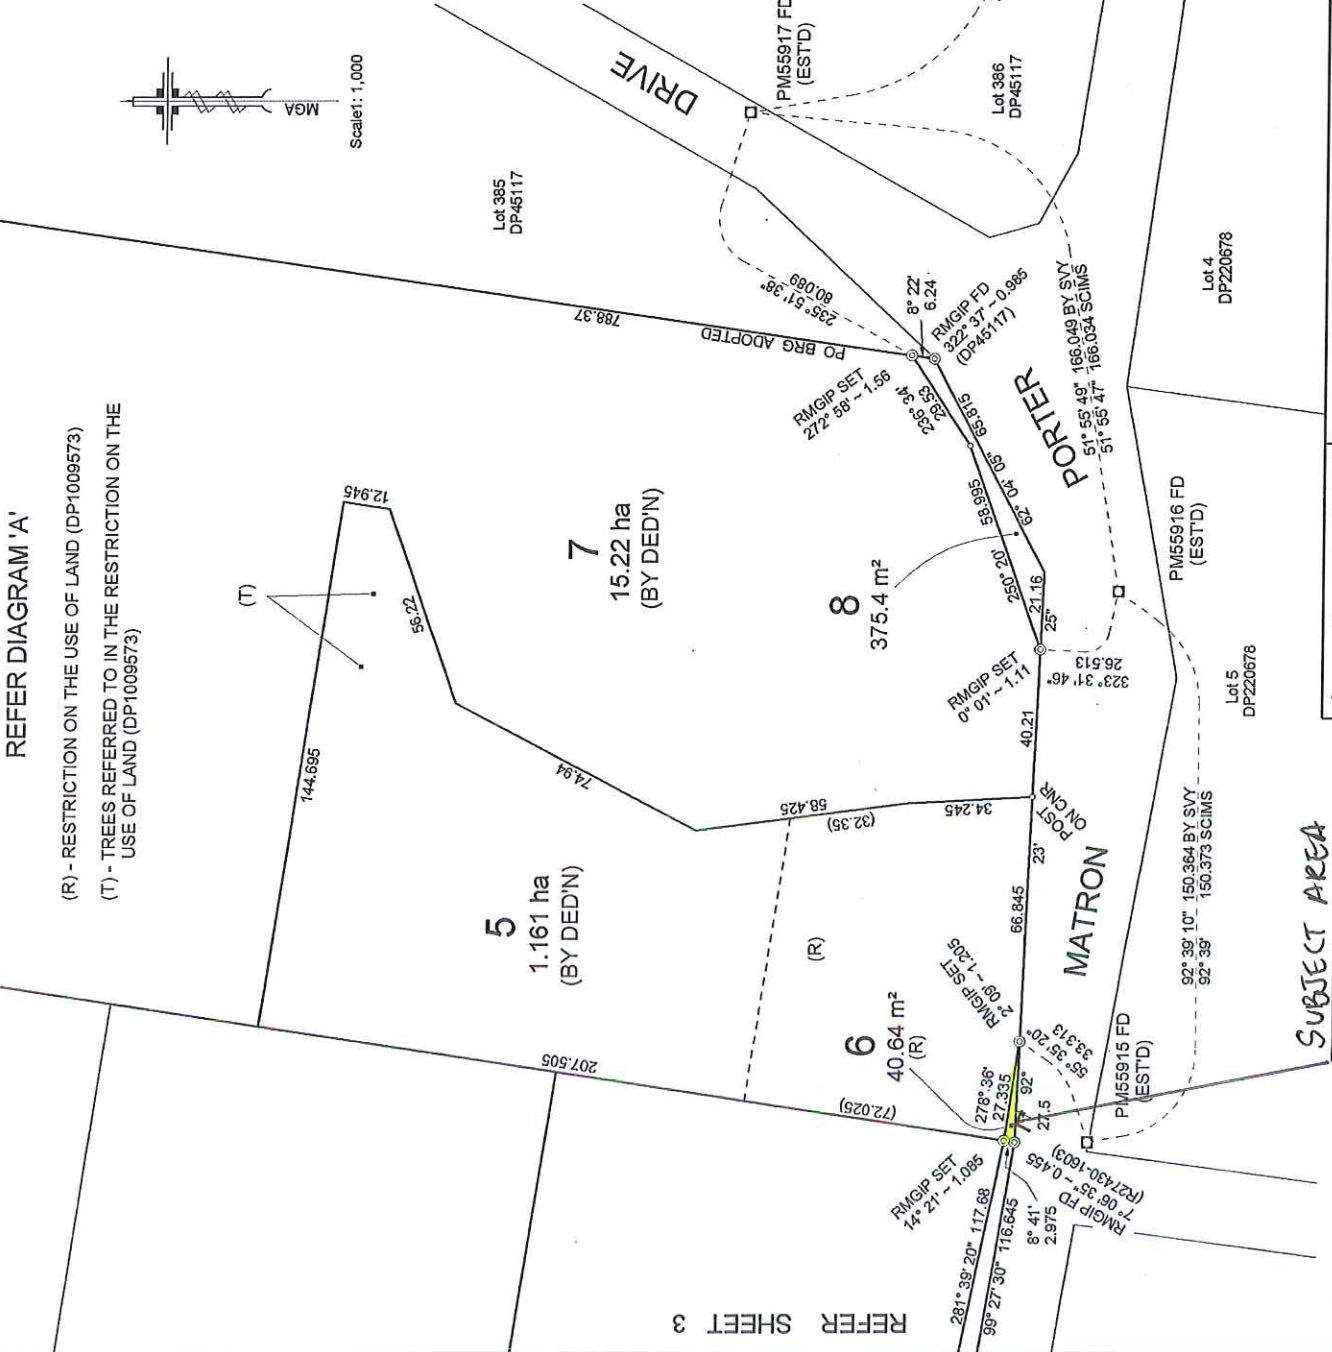 REFER DIAGRAM 'A'
(R) - RESTRICTION ON THE USE OF LAND (DP1009573)
(T) - TREES REFERRED TO IN THE RESTRICTION ON THE
USE OF LAND (DP1009573)
MGA
Scale1: 1,000
Lot 385
DP45117
DRIVE
PM55917 FD
(EST'D)
Lot 386
DP45117
788.37
PO BRG ADOPTED
235° 51' 38"
80.089
8° 22'
6.24
RMGIP FD
322° 37' ~ 0.985
(DP45117)
RMGIP SET
272° 58' ~ 1.56
236° 34'
29.53
65.815
62° 04' 05"
58.995
250° 20'
21.16
25"
PORTER
51° 55' 49" 166.049 BY SVY
51° 55' 47" 166.034 SCIMS
Lot 4
DP220678
(T)
12.945
56.22
144.695
74.94
7
15.22 ha
(BY DED'N)
8
375.4 m²
RMGIP SET
0° 01' ~ 1.11
323° 31' 46"
26.513
PM55916 FD
(EST'D)
Lot 5
DP220678
40.21
58.425
(32.35)
34.245
POST
ON CNR
23'
5
1.161 ha
(BY DED'N)
(R)
66.845
MATRON
92° 39' 10" 150.364 BY SVY
92° 39' 150.373 SCIMS
207.505
(72.025)
6
40.64 m²
(R)
RMGIP SET
2° 09' ~ 1.205
278° 36'
27.335
92°
27.5
55° 35' 20"
33.313
PM55915 FD
(EST'D)
RMGIP SET
14° 21' ~ 1.085
RMGIP FD
7° 06' 35" ~ 0.455
(R27430-1603)
8° 41'
2.975
281° 39' 20" 117.68
99° 27' 30" 116.645
REFER SHEET 3
SUBJECT AREA